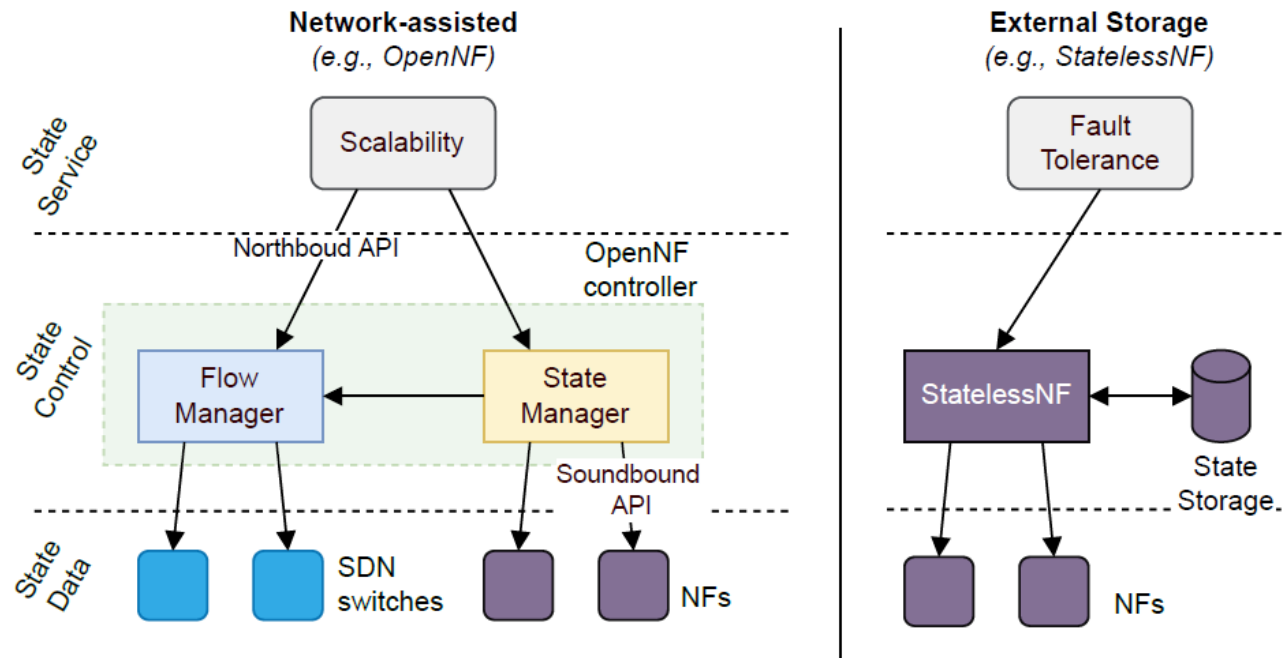 Network-assisted
(e.g., OpenNF)
State
Service
Scalability
Northboud API
OpenNF
controller
State
Control
Flow
Manager
State
Manager
Soundbound
API
State
Data
SDN
switches
NFs
External Storage
(e.g., StatelessNF)
Fault
Tolerance
StatelessNF
State
Storage
NFs